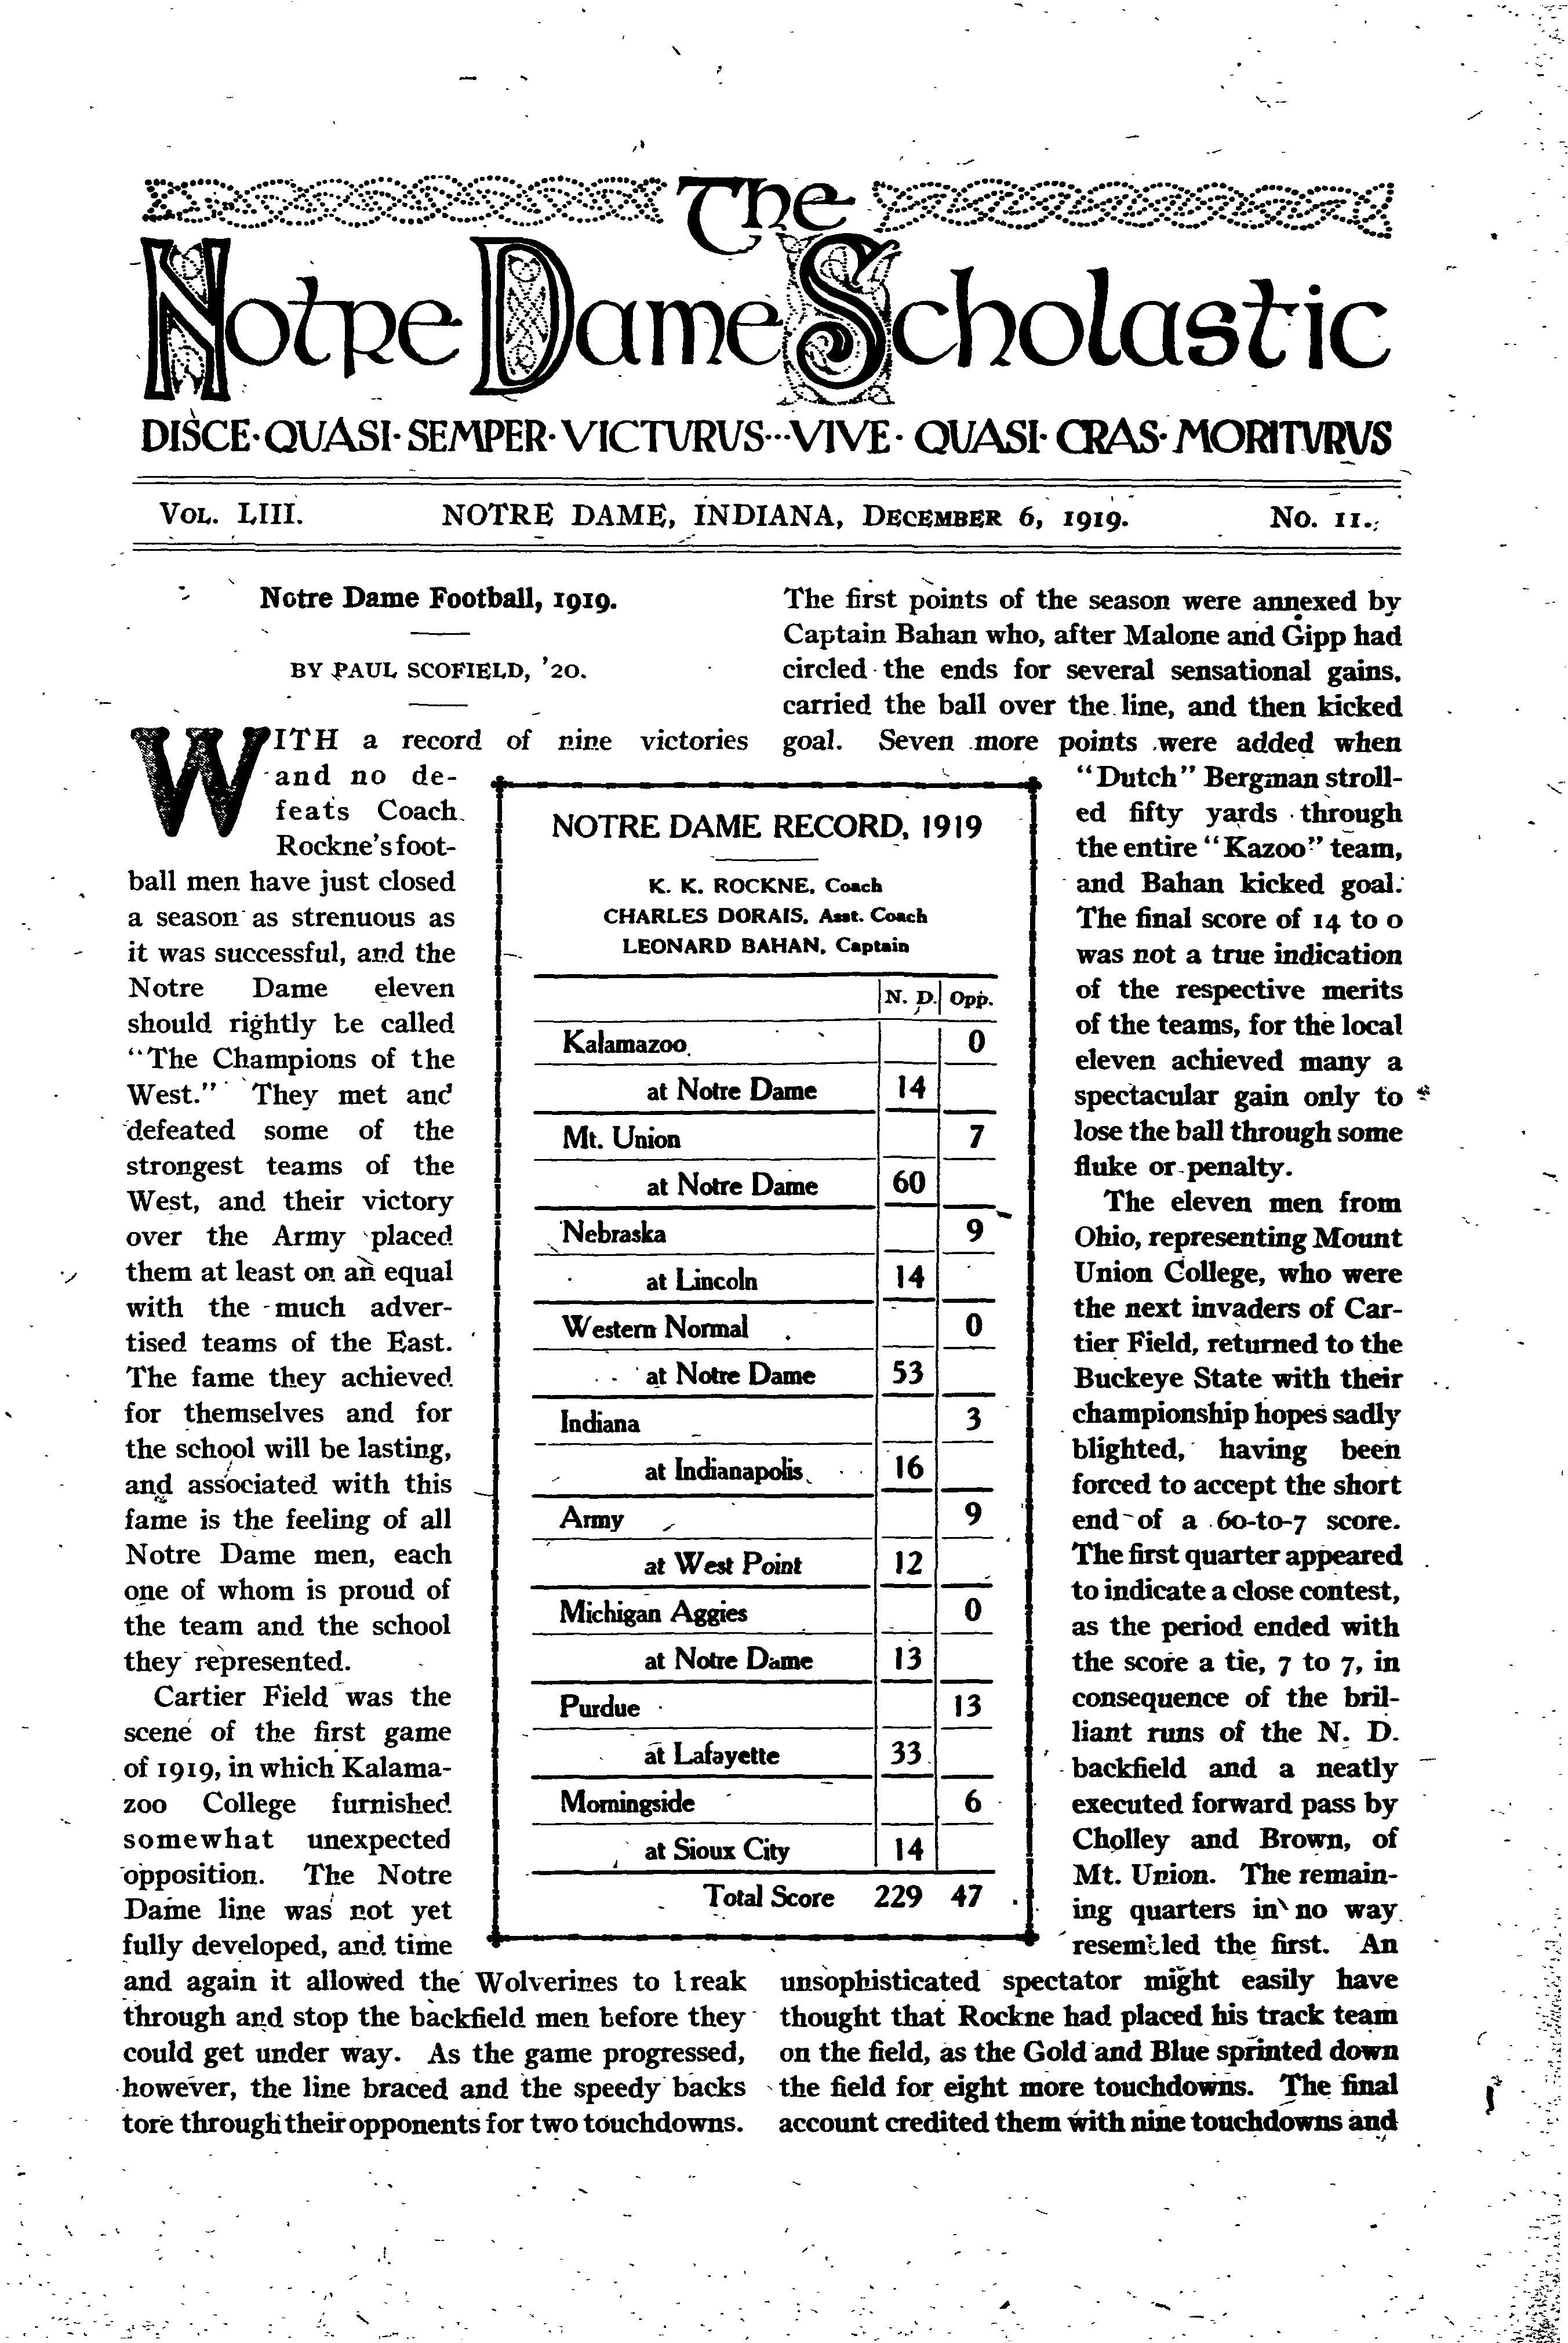 The
Notre Dame Scholastic
DISCE·QUASI·SEMPER·VICTURUS···VIVE·QUASI·CRAS·MORITURUS
VOL. LIII. NOTRE DAME, INDIANA, DECEMBER 6, 1919. No. 11.
Notre Dame Football, 1919.
BY PAUL SCOFIELD, '20.
WITH a record of nine victories
and no de-
feats Coach
Rockne's foot-
ball men have just closed
a season as strenuous as
it was successful, and the
Notre Dame eleven
should rightly be called
"The Champions of the
West." They met and
defeated some of the
strongest teams of the
West, and their victory
over the Army placed
them at least on an equal
with the much adver-
tised teams of the East.
The fame they achieved
for themselves and for
the school will be lasting,
and associated with this
fame is the feeling of all
Notre Dame men, each
one of whom is proud of
the team and the school
they represented.
Cartier Field was the
scene of the first game
of 1919, in which Kalama-
zoo College furnished
somewhat unexpected
opposition. The Notre
Dame line was not yet
fully developed, and time
and again it allowed the Wolverines to break
through and stop the backfield men before they
could get under way. As the game progressed,
however, the line braced and the speedy backs
tore through their opponents for two touchdowns.
NOTRE DAME RECORD, 1919
K. K. ROCKNE, Coach
CHARLES DORAIS, Asst. Coach
LEONARD BAHAN, Captain
N. D. Opp.
Kalamazoo 0
at Notre Dame 14
Mt. Union 7
at Notre Dame 60
Nebraska 9
at Lincoln 14
Western Normal 0
at Notre Dame 53
Indiana 3
at Indianapolis 16
Army 9
at West Point 12
Michigan Aggies 0
at Notre Dame 13
Purdue 13
at Lafayette 33
Morningside 6
at Sioux City 14
Total Score 229 47
The first points of the season were annexed by
Captain Bahan who, after Malone and Gipp had
circled the ends for several sensational gains,
carried the ball over the line, and then kicked
goal. Seven more points were added when
"Dutch" Bergman stroll-
ed fifty yards through
the entire "Kazoo" team,
and Bahan kicked goal.
The final score of 14 to 0
was not a true indication
of the respective merits
of the teams, for the local
eleven achieved many a
spectacular gain only to
lose the ball through some
fluke or penalty.
The eleven men from
Ohio, representing Mount
Union College, who were
the next invaders of Car-
tier Field, returned to the
Buckeye State with their
championship hopes sadly
blighted, having been
forced to accept the short
end of a 60-to-7 score.
The first quarter appeared
to indicate a close contest,
as the period ended with
the score a tie, 7 to 7, in
consequence of the bril-
liant runs of the N. D.
backfield and a neatly
executed forward pass by
Cholley and Brown, of
Mt. Union. The remain-
ing quarters in no way
resembled the first. An
unsophisticated spectator might easily have
thought that Rockne had placed his track team
on the field, as the Gold and Blue sprinted down
the field for eight more touchdowns. The final
account credited them with nine touchdowns and